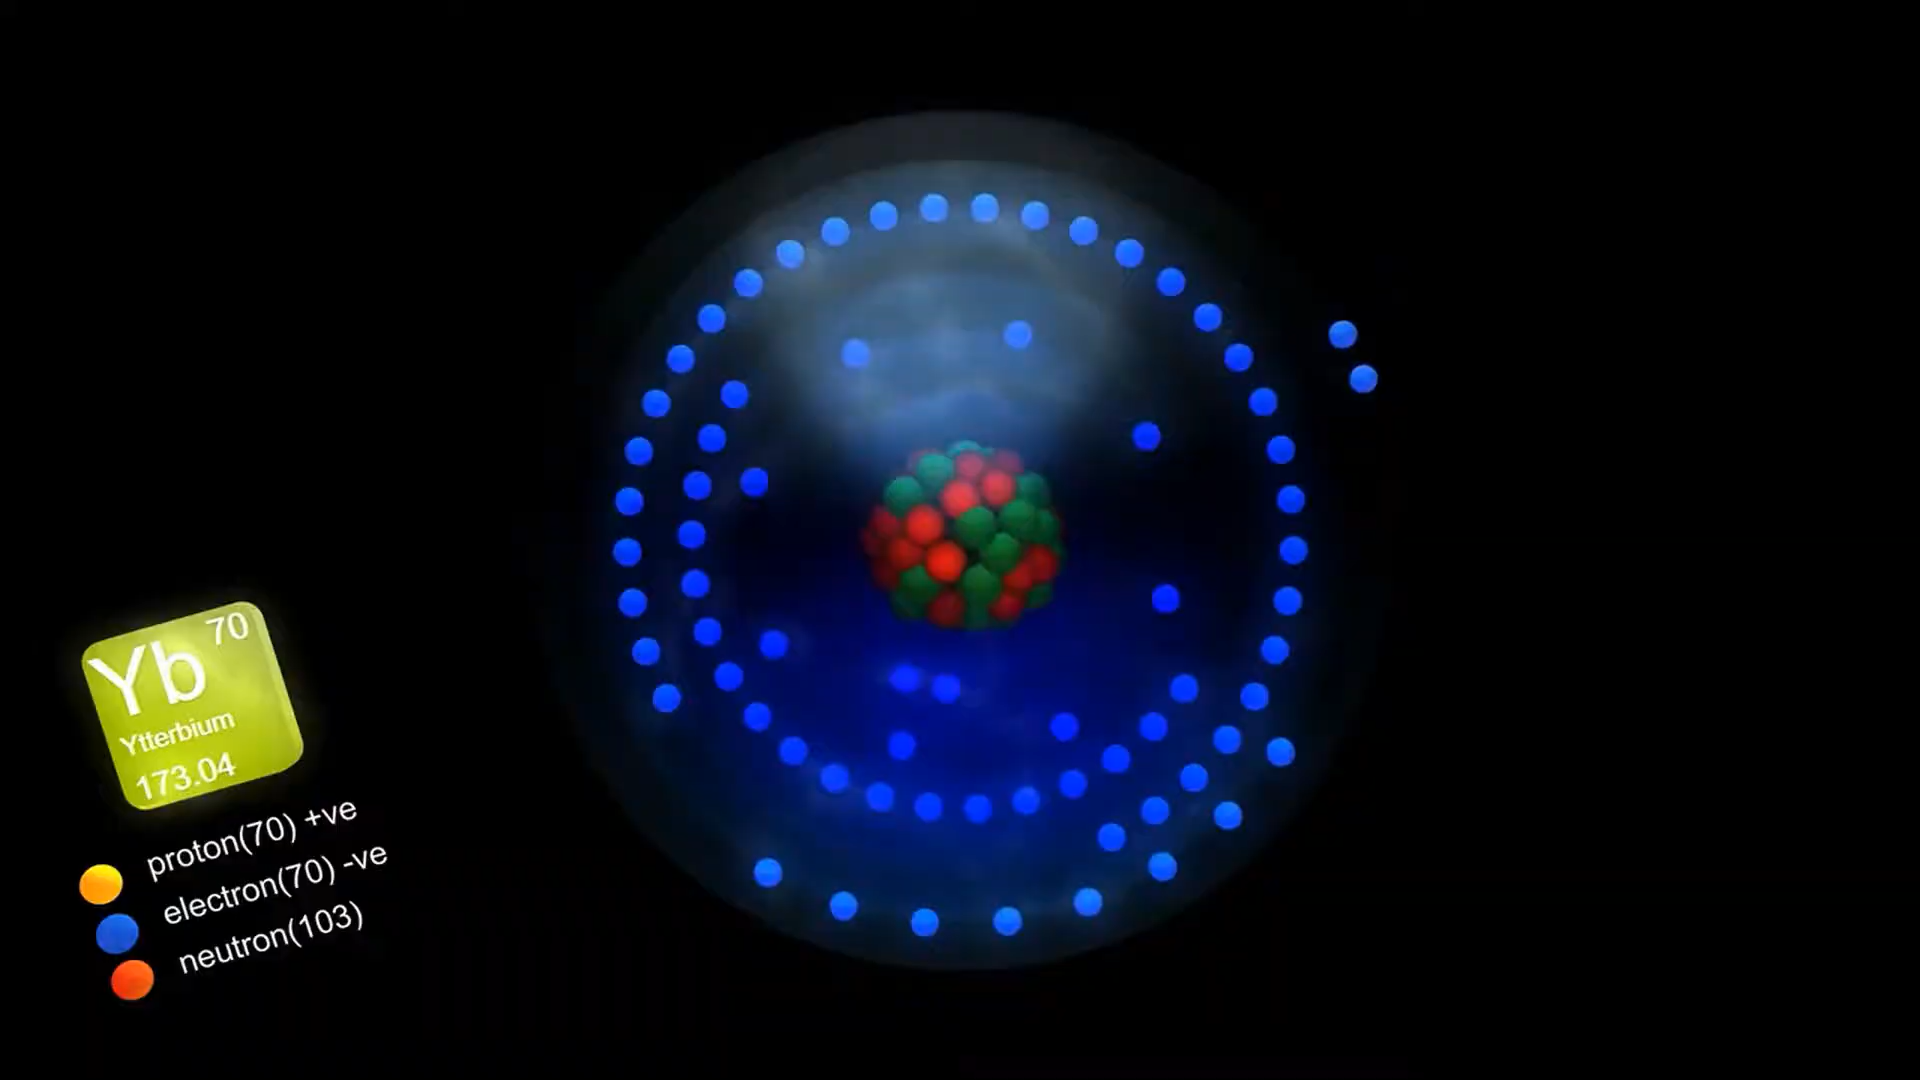 Yb 70
Ytterbium
173.04
proton(70) +ve
electron(70) -ve
neutron(103)